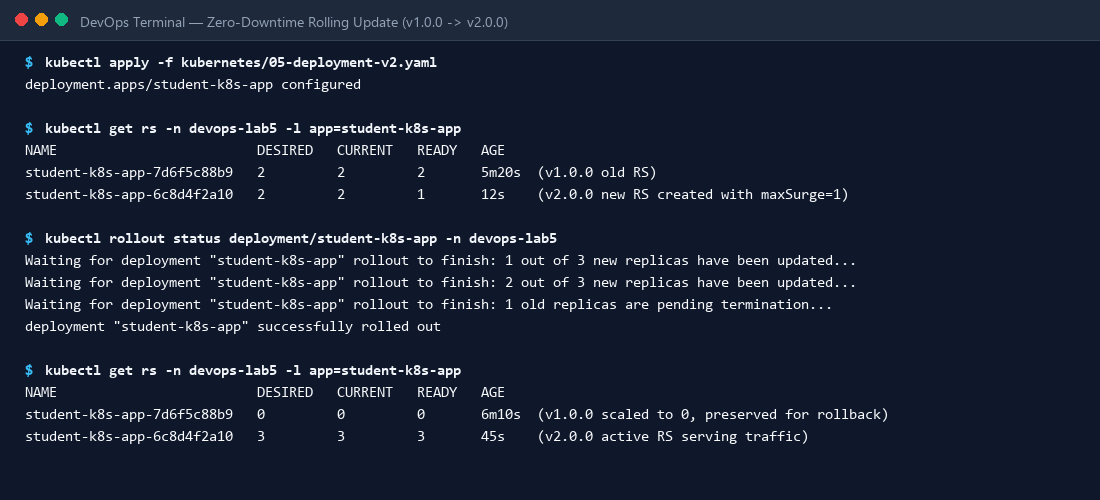 DevOps Terminal — Zero-Downtime Rolling Update (v1.0.0 -> v2.0.0)
$ kubectl apply -f kubernetes/05-deployment-v2.yaml
deployment.apps/student-k8s-app configured
$ kubectl get rs -n devops-lab5 -l app=student-k8s-app
NAME DESIRED CURRENT READY AGE
student-k8s-app-7d6f5c88b9 2 2 2 5m20s (v1.0.0 old RS)
student-k8s-app-6c8d4f2a10 2 2 1 12s (v2.0.0 new RS created with maxSurge=1)
$ kubectl rollout status deployment/student-k8s-app -n devops-lab5
Waiting for deployment "student-k8s-app" rollout to finish: 1 out of 3 new replicas have been updated...
Waiting for deployment "student-k8s-app" rollout to finish: 2 out of 3 new replicas have been updated...
Waiting for deployment "student-k8s-app" rollout to finish: 1 old replicas are pending termination...
deployment "student-k8s-app" successfully rolled out
$ kubectl get rs -n devops-lab5 -l app=student-k8s-app
NAME DESIRED CURRENT READY AGE
student-k8s-app-7d6f5c88b9 0 0 0 6m10s (v1.0.0 scaled to 0, preserved for rollback)
student-k8s-app-6c8d4f2a10 3 3 3 45s (v2.0.0 active RS serving traffic)